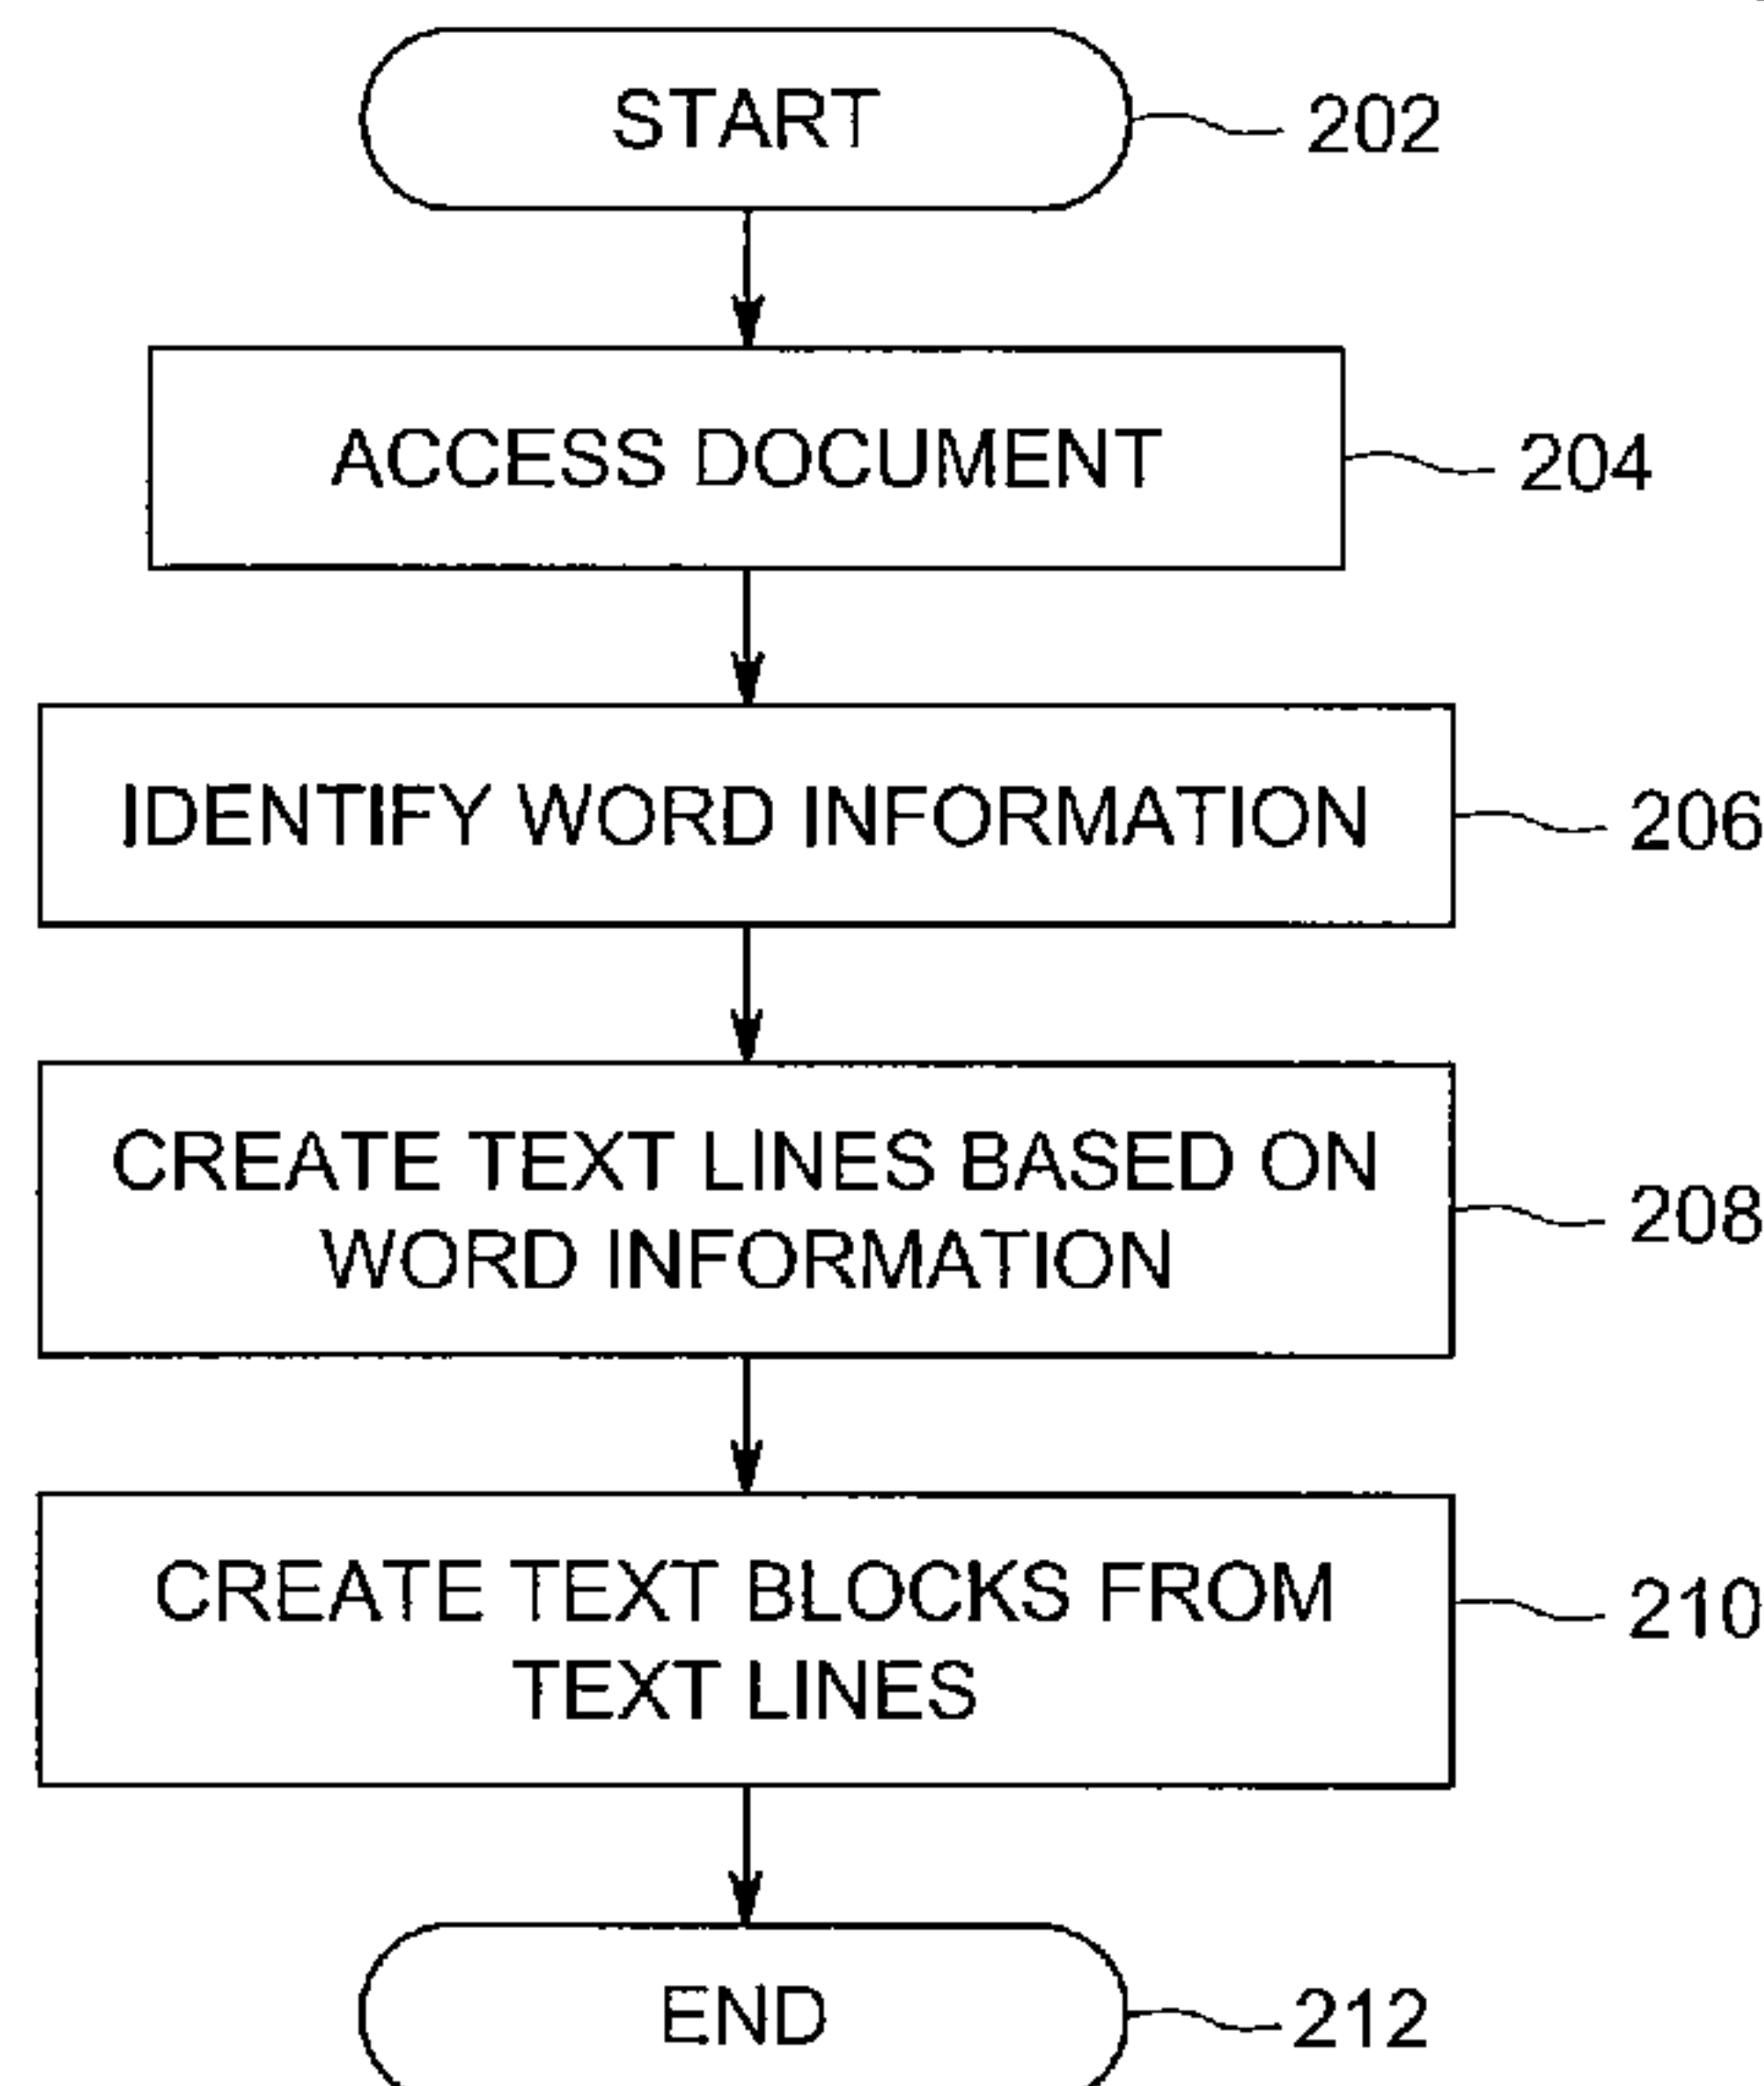 START
202
ACCESS DOCUMENT
204
IDENTIFY WORD INFORMATION
206
CREATE TEXT LINES BASED ON
WORD INFORMATION
208
CREATE TEXT BLOCKS FROM
TEXT LINES
210
END
212